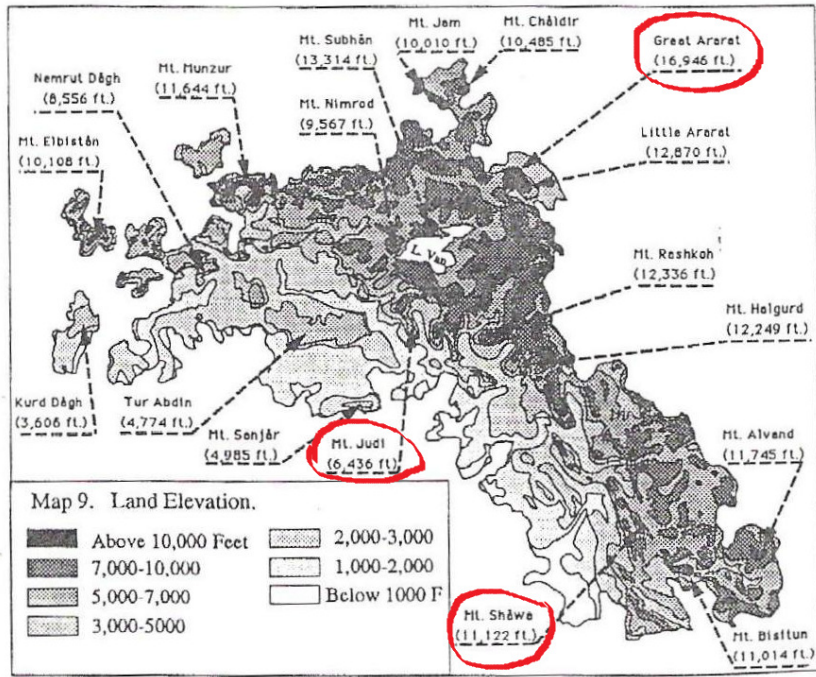 Mt. Jam
(10,010 ft.)
Mt. Châldir
(10,485 ft.)
Great Ararat
(16,946 ft.)
Mt. Subhân
(13,314 ft.)
Mt. Munzur
(11,644 ft.)
Nemrut Dâgh
(8,556 ft.)
Mt. Nimrod
(9,567 ft.)
Mt. Elbistân
(10,108 ft.)
Little Ararat
(12,870 ft.)
L. Van
Mt. Reshkoh
(12,336 ft.)
Mt. Halgurd
(12,249 ft.)
Kurd Dâgh
(3,606 ft.)
Tur Abdin
(4,774 ft.)
Mt. Sanjâr
(4,985 ft.)
Mt. Judi
(6,436 ft)
Mt. Alvand
(11,745 ft.)
Map 9. Land Elevation.
Above 10,000 Feet
7,000-10,000
5,000-7,000
3,000-5000
2,000-3,000
1,000-2,000
Below 1000 F
Mt. Shâwa
(11,122 ft.)
Mt. Bisitun
(11,014 ft.)